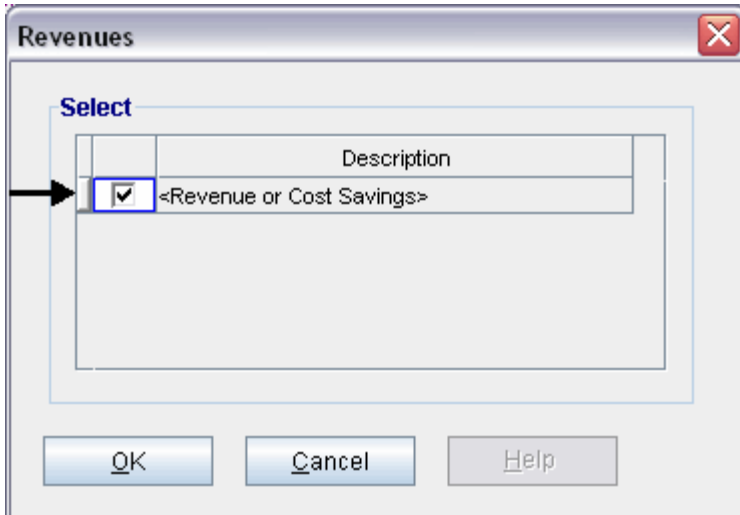 Revenues
Select
Description
<Revenue or Cost Savings>
OK Cancel Help